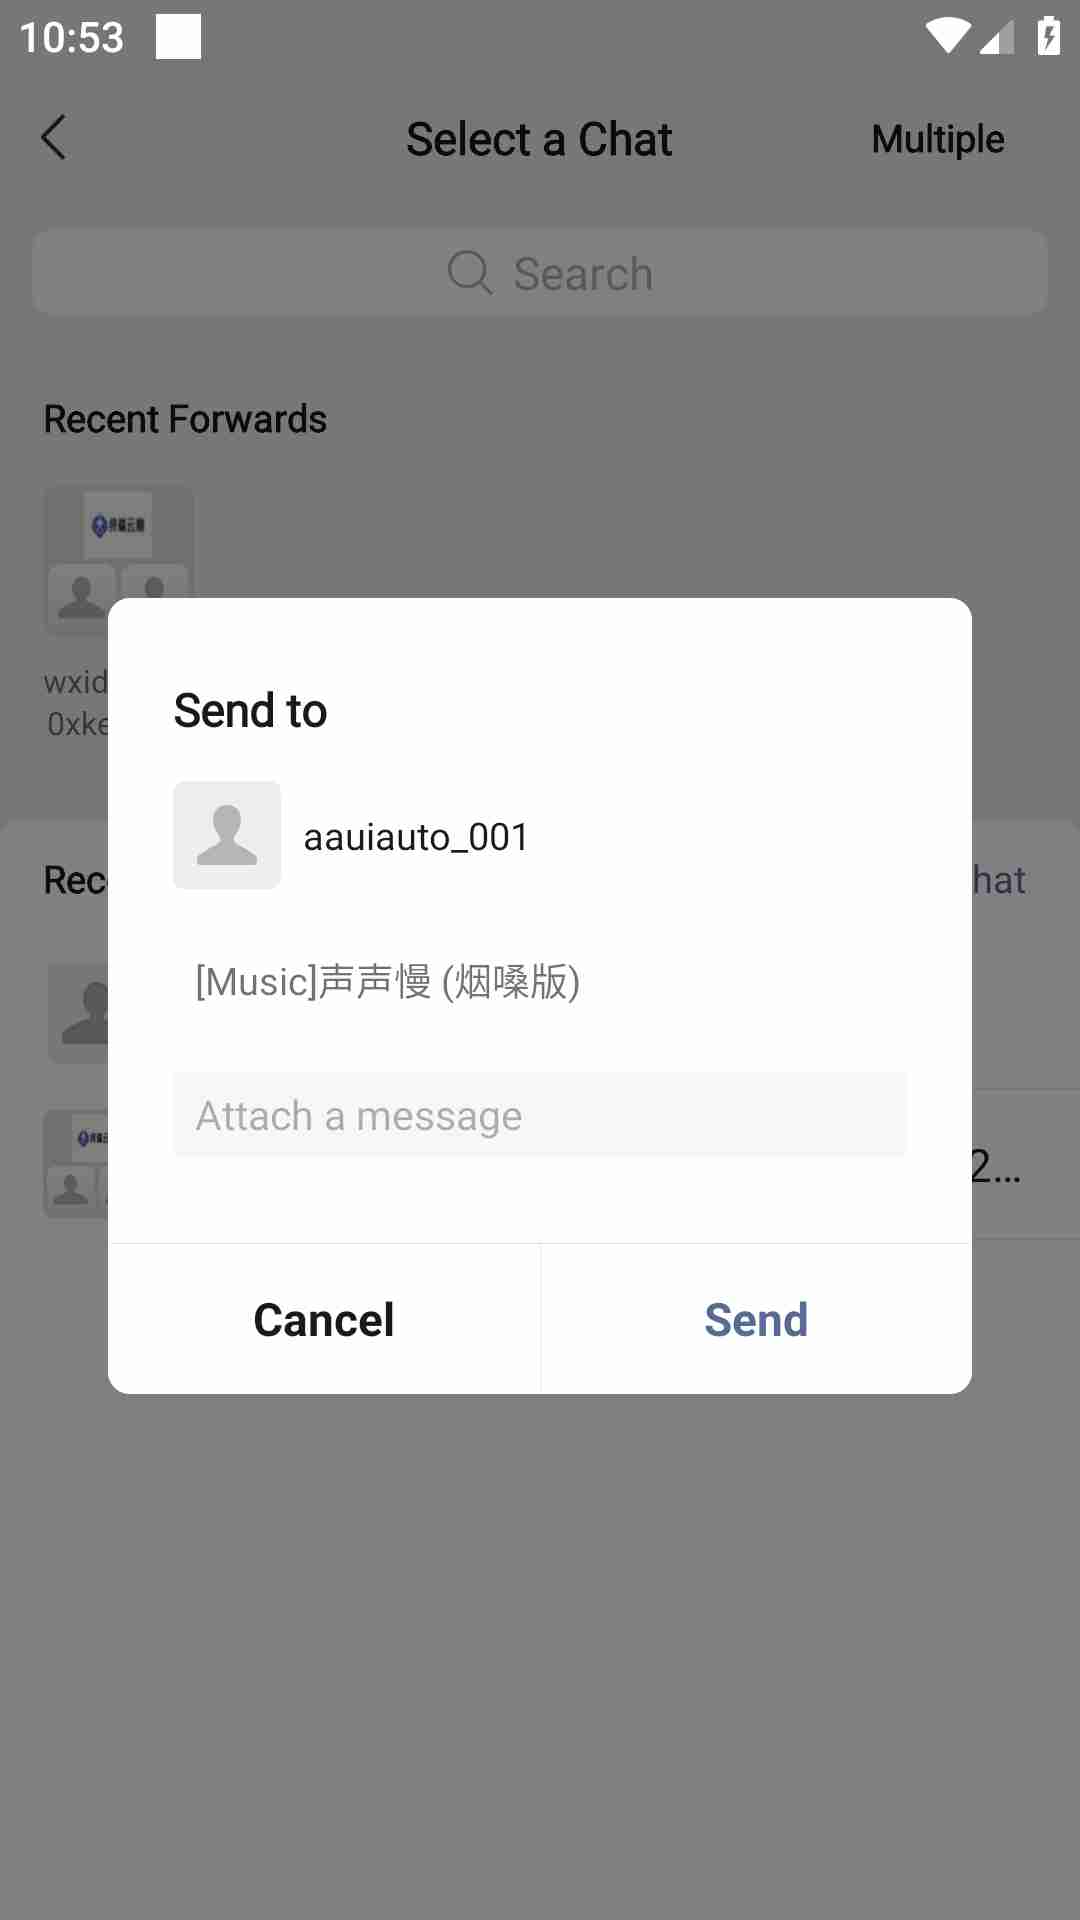 10:53
Select a Chat
Multiple
Search
Recent Forwards
wxid
0xke
Send to
aauiauto_001
Rec
hat
[Music]声声慢 (烟嗓版)
Attach a message
2...
Cancel
Send